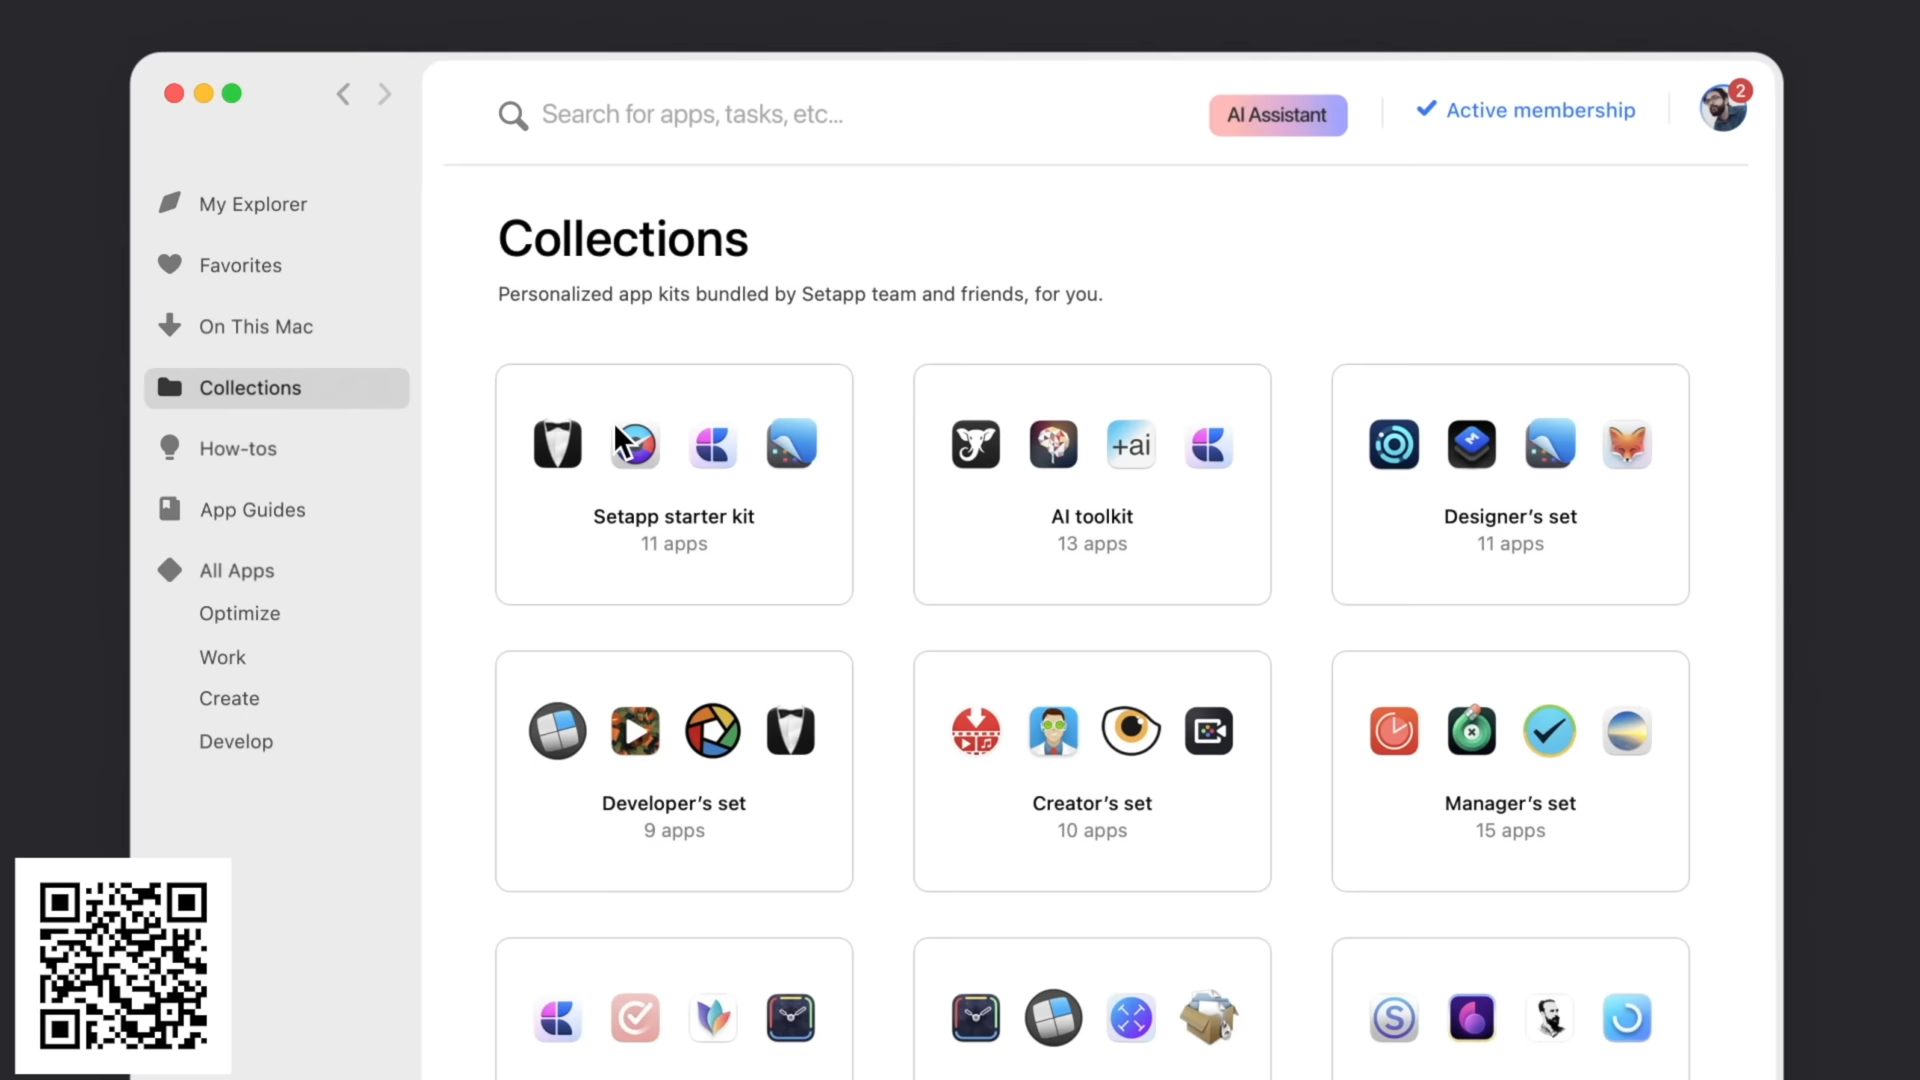 Search for apps, tasks, etc...
AI Assistant
Active membership
2
My Explorer
Favorites
On This Mac
Collections
How-tos
App Guides
All Apps
Optimize
Work
Create
Develop
Collections
Personalized app kits bundled by Setapp team and friends, for you.
+ai
Setapp starter kit
11 apps
AI toolkit
13 apps
Designer’s set
11 apps
Developer’s set
9 apps
Creator’s set
10 apps
Manager’s set
15 apps
S